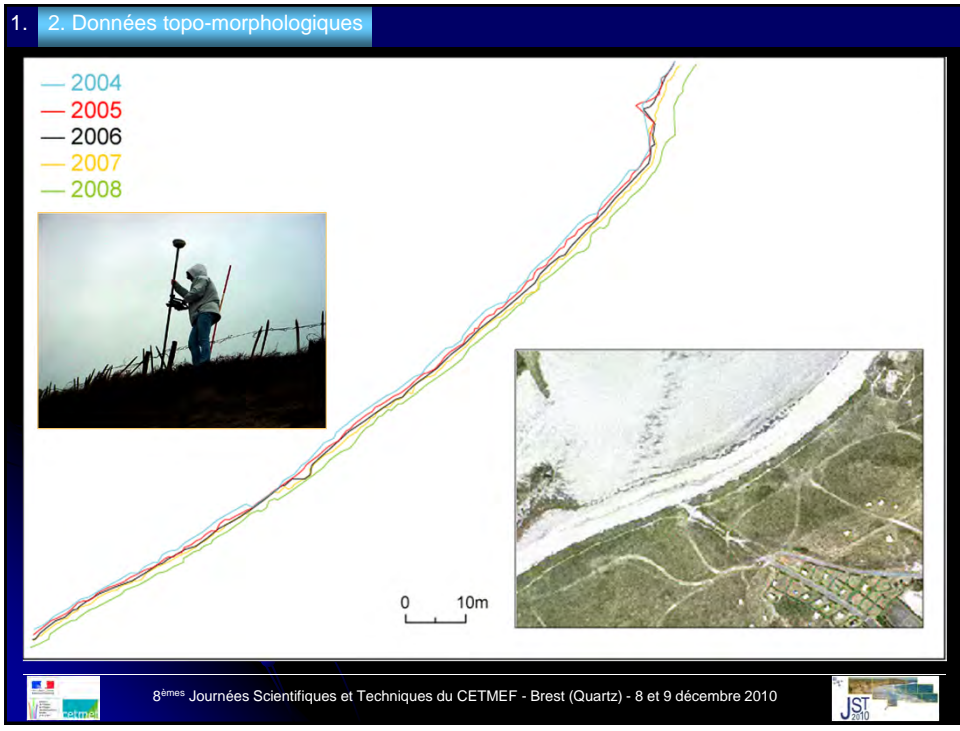 1. 2. Données topo-morphologiques
2004
2005
2006
2007
2008
0 10m
8èmes Journées Scientifiques et Techniques du CETMEF - Brest (Quartz) - 8 et 9 décembre 2010
cetmef
JST
2010